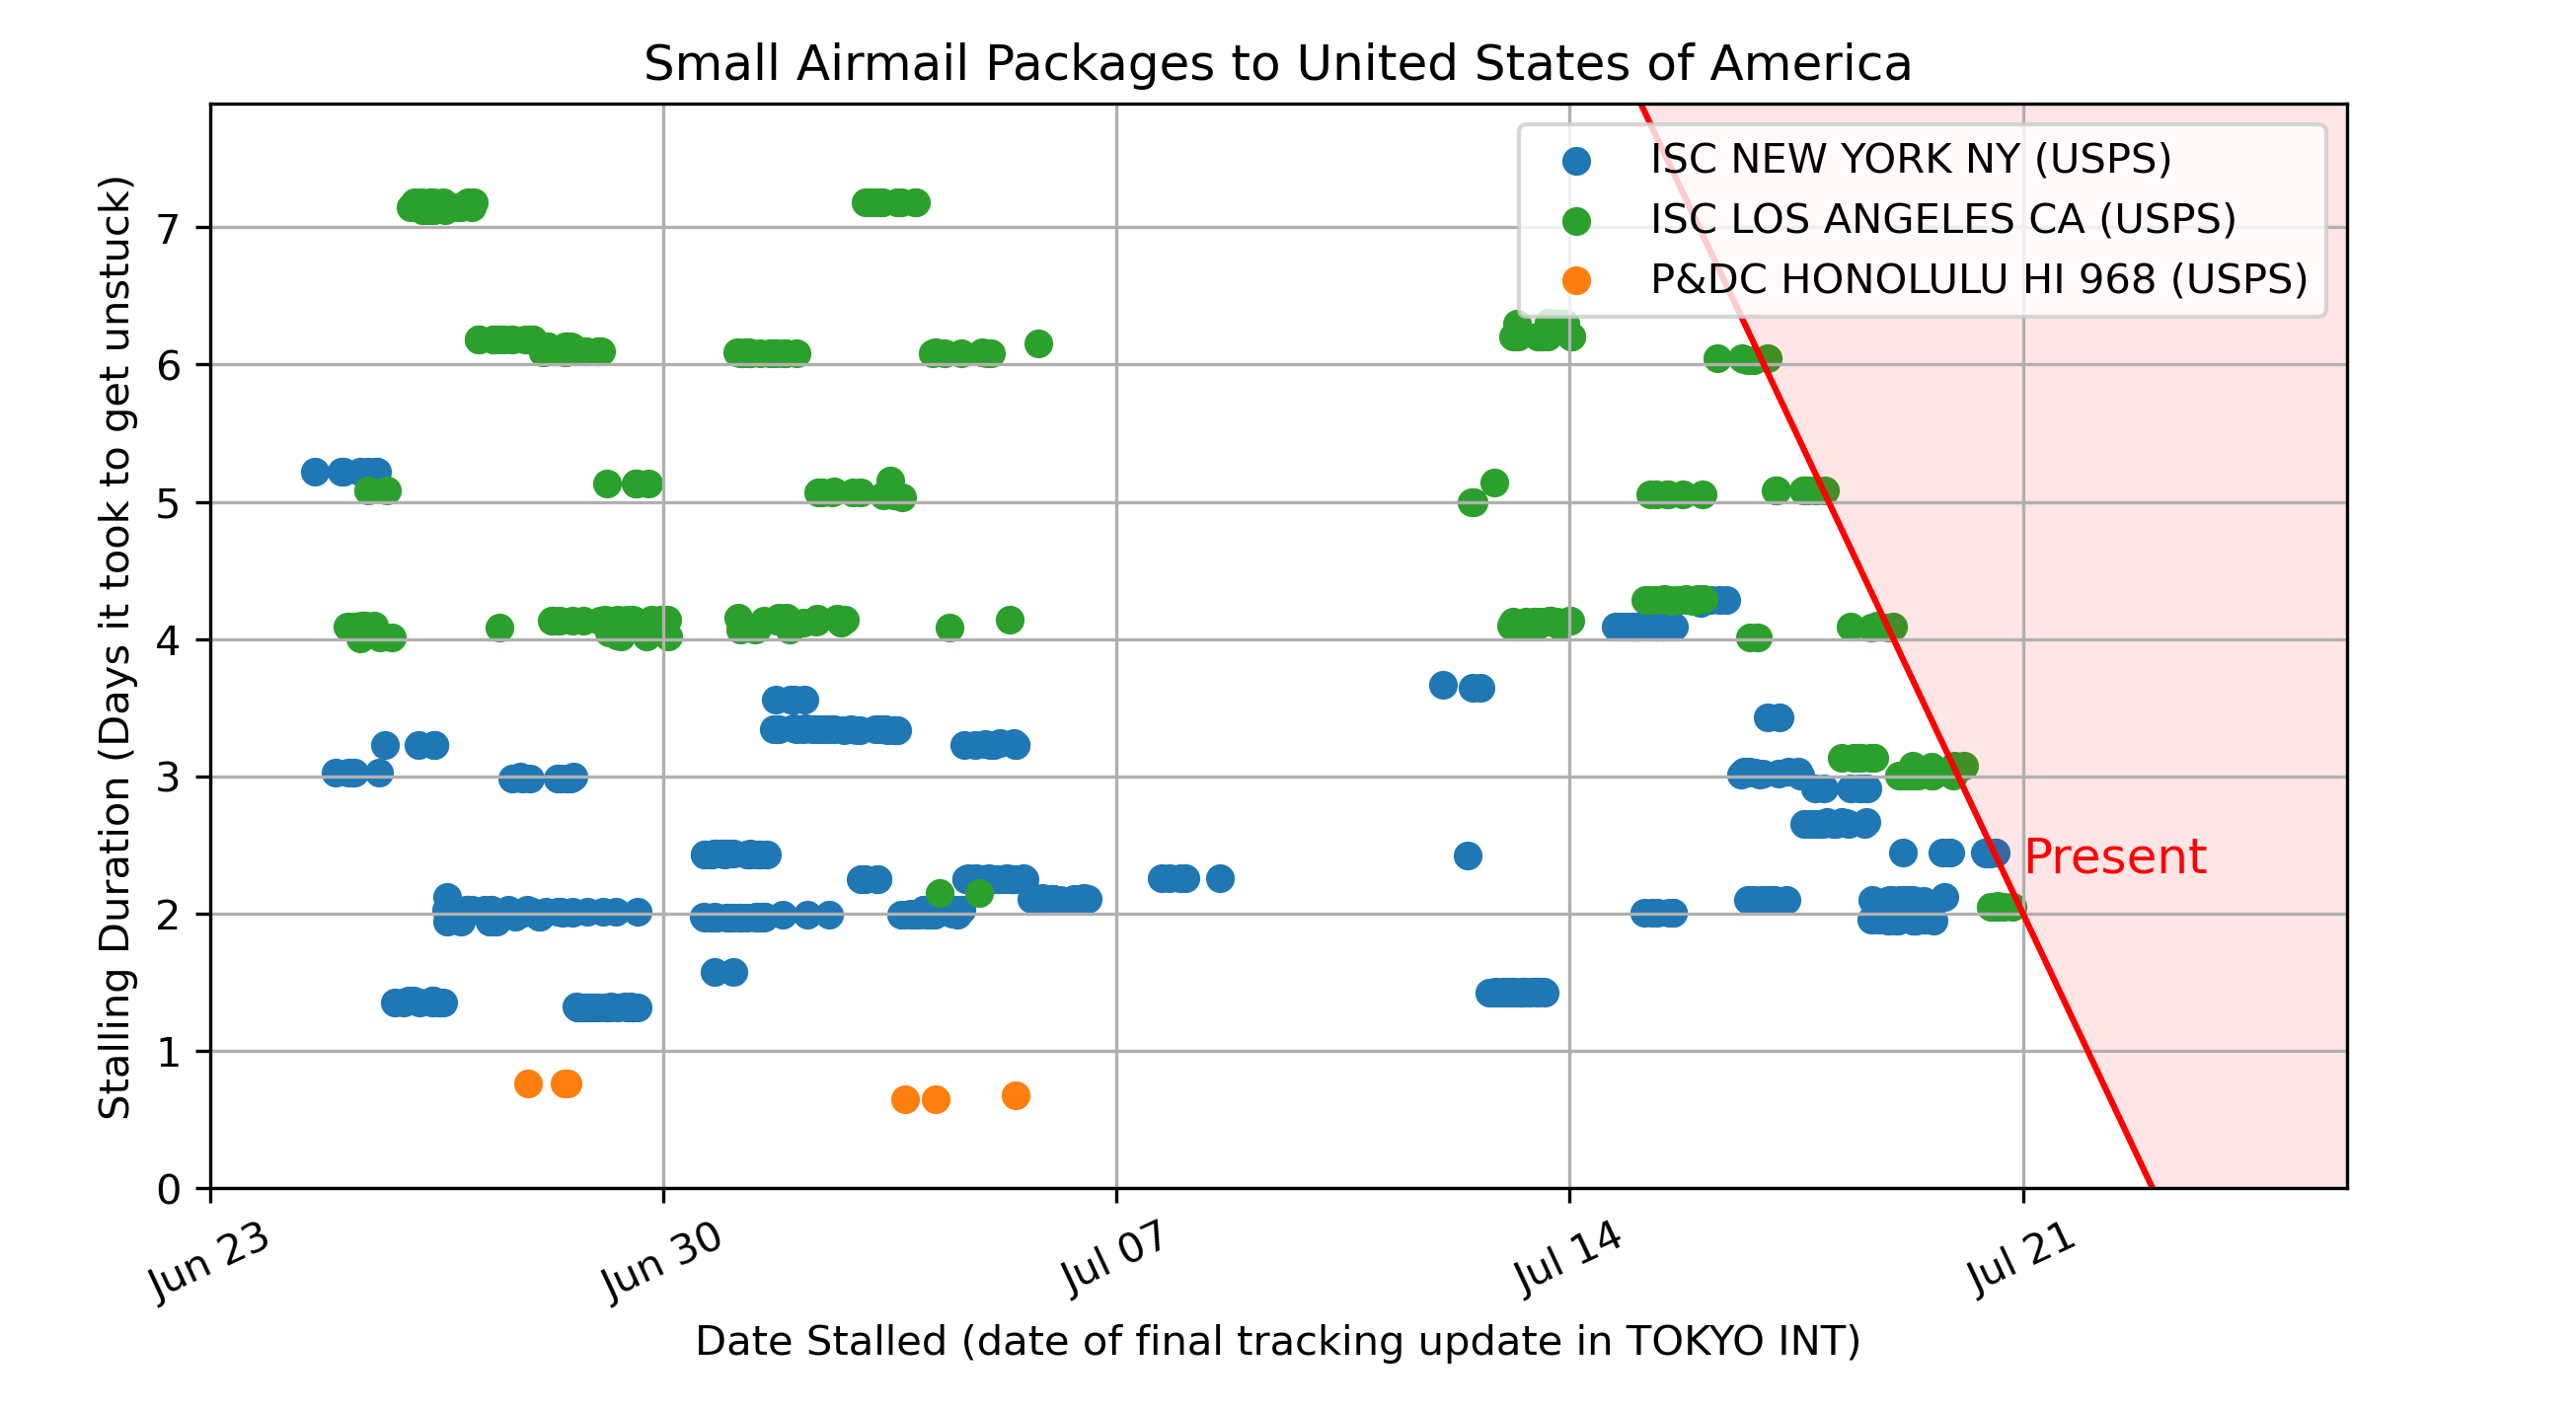 Small Airmail Packages to United States of America
ISC NEW YORK NY (USPS)
ISC LOS ANGELES CA (USPS)
P&DC HONOLULU HI 968 (USPS)
Stalling Duration (Days it took to get unstuck)
7
6
5
4
3
2
1
0
Present
Jun 23
Jun 30
Jul 07
Jul 14
Jul 21
Date Stalled (date of final tracking update in TOKYO INT)